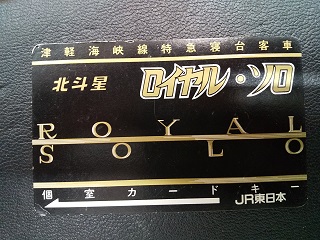 津軽海峡線特急寝台客車
北斗星 ロイヤル・ソロ
ROYAL
SOLO
個室カードキー
JR東日本